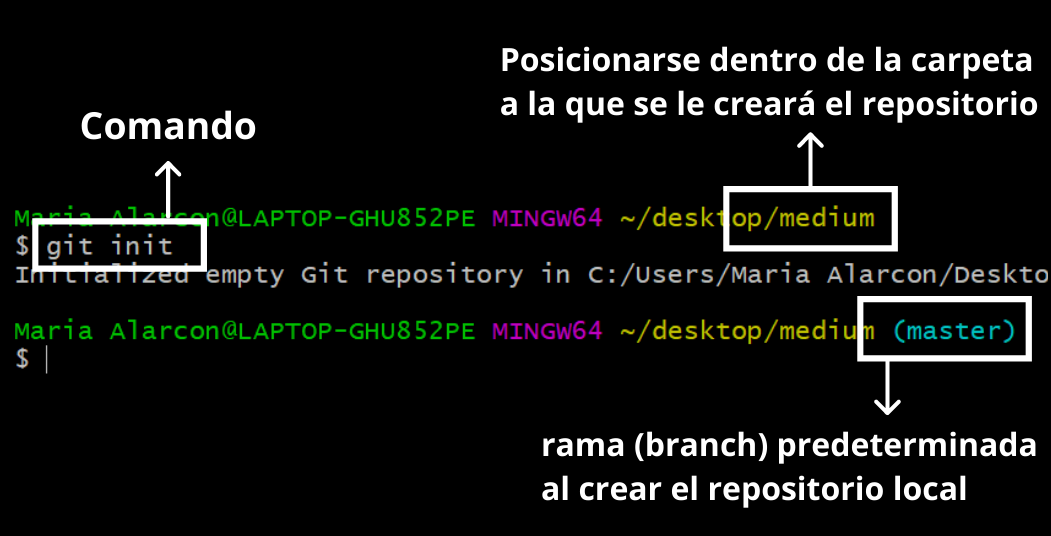 Posicionarse dentro de la carpeta
a la que se le creará el repositorio
Comando
Maria Alarcon@LAPTOP-GHU852PE MINGW64 ~/desktop/medium
$ git init
Initialized empty Git repository in C:/Users/Maria Alarcon/Deskto
Maria Alarcon@LAPTOP-GHU852PE MINGW64 ~/desktop/medium (master)
$
rama (branch) predeterminada
al crear el repositorio local